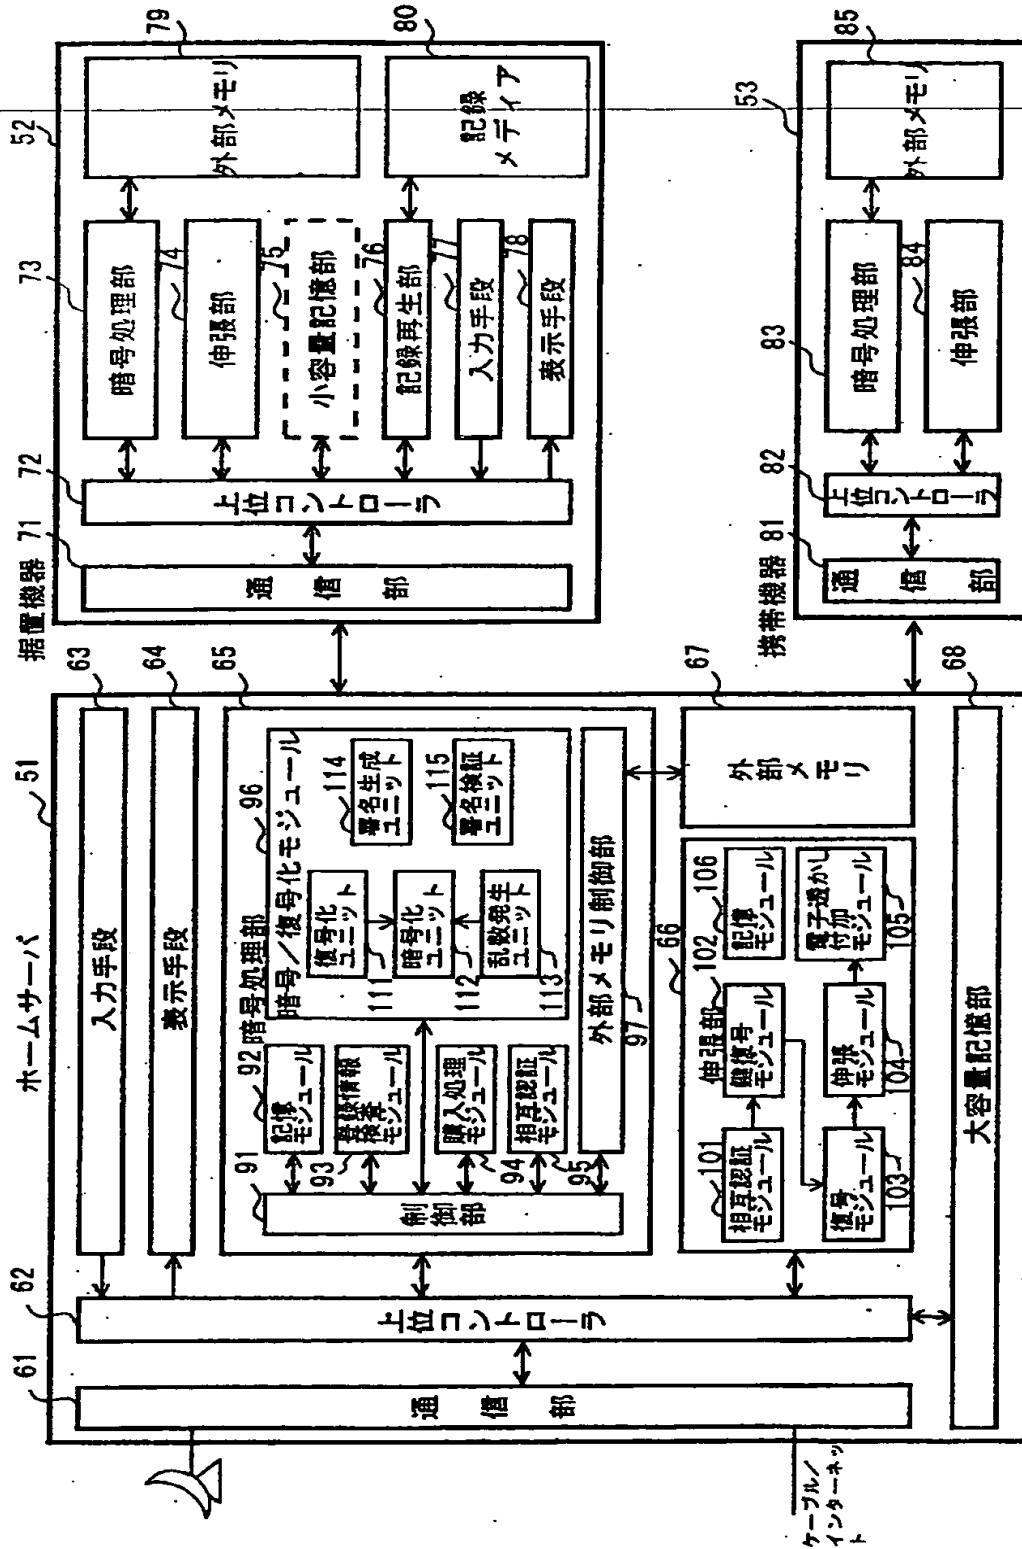 ホームサーバ
51
61
通信部
62
上位コントローラ
63
入力手段
64
表示手段
65
暗号処理部
91
制御部
92
記憶
モジュール
93
登録情報
検査
モジュール
94
購入処理
モジュール
95
相互認証
モジュール
96
暗号／復号化モジュール
111
復号化
ユニット
112
暗号化
ユニット
113
乱数発生
ユニット
114
署名生成
ユニット
115
署名検証
ユニット
97
外部メモリ制御部
66
伸張部
101
相互認証
モジュール
102
鍵復号
モジュール
103
復号
モジュール
104
伸張
モジュール
105
電子透かし
付加
モジュール
106
記憶
モジュール
67
外部
メモリ
68
大容量記憶部
ケーブル／
インターネッ
ト
据置機器
52
71
通信部
72
上位コントローラ
73
暗号処理部
74
伸張部
75
小容量記憶部
76
記録再生部
77
入力手段
78
表示手段
79
外部メモリ
80
記録
メディア
携帯機器
53
81
通信部
82
上位コントローラ
83
暗号処理部
84
伸張部
85
外部メモリ